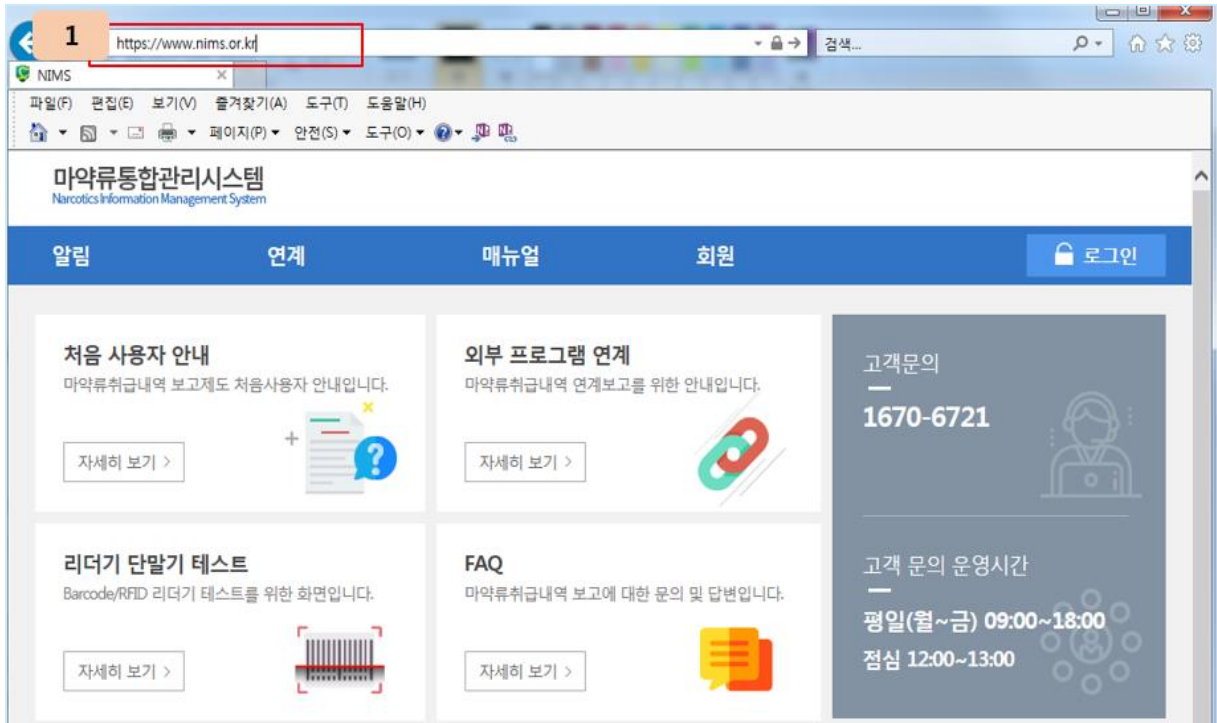 1
https://www.nims.or.kr
검색...
NIMS
파일(F) 편집(E) 보기(V) 즐겨찾기(A) 도구(T) 도움말(H)
페이지(P) 안전(S) 도구(O)
마약류통합관리시스템
Narcotics Information Management System
알림 연계 매뉴얼 회원 로그인
처음 사용자 안내
마약류취급내역 보고제도 처음사용자 안내입니다.
자세히 보기 >
외부 프로그램 연계
마약류취급내역 연계보고를 위한 안내입니다.
자세히 보기 >
고객문의
1670-6721
리더기 단말기 테스트
Barcode/RFID 리더기 테스트를 위한 화면입니다.
자세히 보기 >
FAQ
마약류취급내역 보고에 대한 문의 및 답변입니다.
자세히 보기 >
고객 문의 운영시간
평일(월~금) 09:00~18:00
점심 12:00~13:00